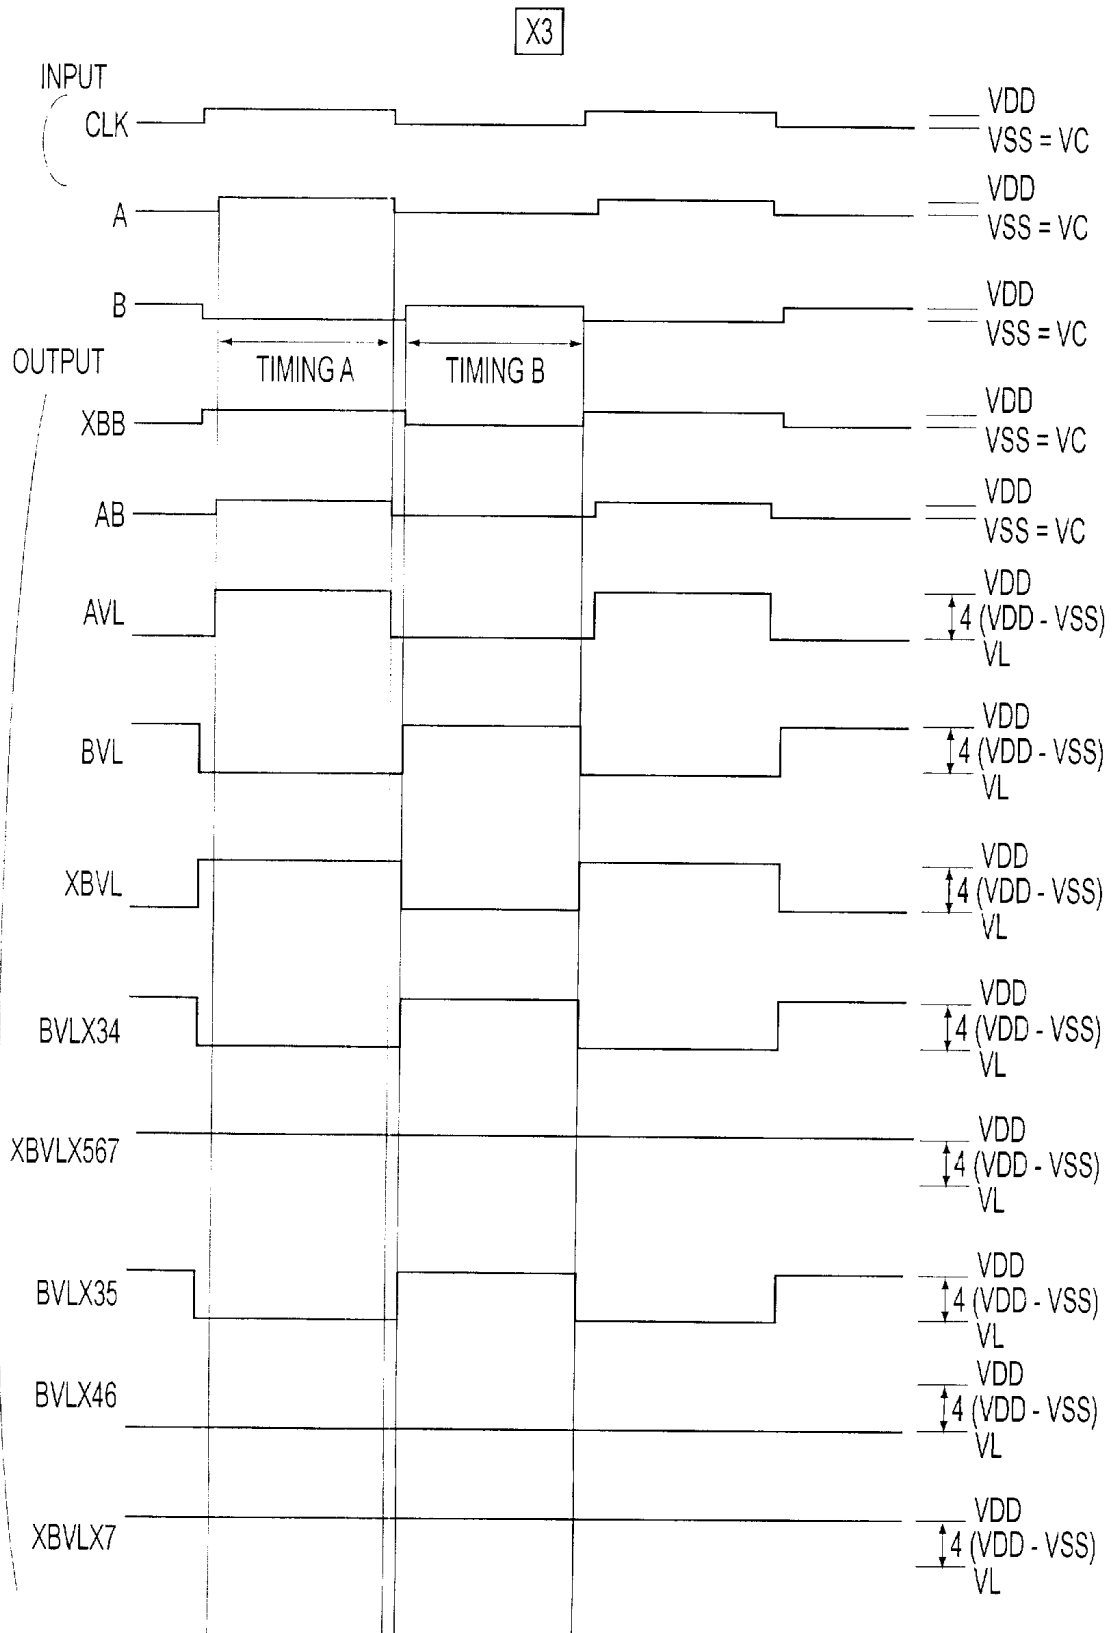 X3
INPUT
CLK
VDD
VSS = VC
A
VDD
VSS = VC
B
VDD
VSS = VC
TIMING A
TIMING B
OUTPUT
XBB
VDD
VSS = VC
AB
VDD
VSS = VC
AVL
VDD
4 (VDD - VSS)
VL
BVL
VDD
4 (VDD - VSS)
VL
XBVL
VDD
4 (VDD - VSS)
VL
BVLX34
VDD
4 (VDD - VSS)
VL
XBVLX567
VDD
4 (VDD - VSS)
VL
BVLX35
VDD
4 (VDD - VSS)
VL
BVLX46
VDD
4 (VDD - VSS)
VL
XBVLX7
VDD
4 (VDD - VSS)
VL